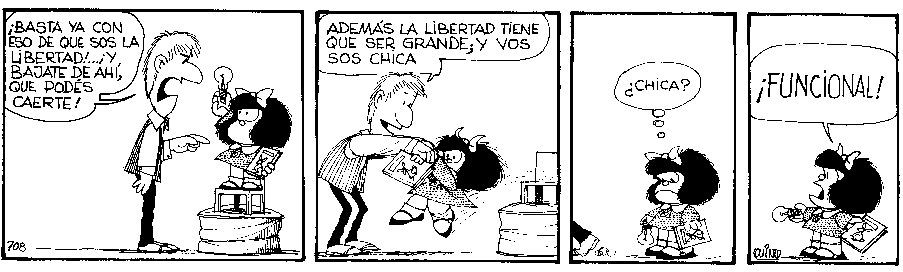 ¡BASTA YA CON
ESO DE QUE SOS LA
LIBERTAD!...¡Y
BAJATE DE AHÍ,
QUE PODÉS
CAERTE!
708
ADEMÁS LA LIBERTAD TIENE
QUE SER GRANDE, ¡Y VOS
SOS CHICA
¿CHICA?
¡FUNCIONAL!
QUINO